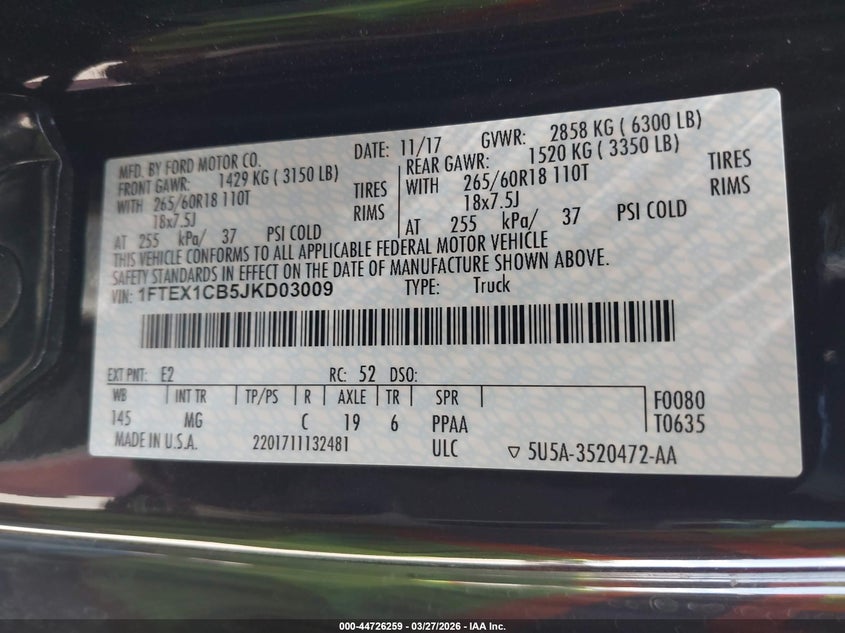 MFD. BY FORD MOTOR CO.
DATE: 11/17
GVWR: 2858 KG ( 6300 LB)
FRONT GAWR: 1429 KG ( 3150 LB)
REAR GAWR: 1520 KG ( 3350 LB)
WITH 265/60R18 110T TIRES
WITH 265/60R18 110T TIRES
18x7.5J RIMS
18x7.5J RIMS
AT 255 kPa/ 37 PSI COLD
AT 255 kPa/ 37 PSI COLD
THIS VEHICLE CONFORMS TO ALL APPLICABLE FEDERAL MOTOR VEHICLE
SAFETY STANDARDS IN EFFECT ON THE DATE OF MANUFACTURE SHOWN ABOVE.
VIN: 1FTEX1CB5JKD03009 TYPE: Truck
EXT PNT: E2 RC: 52 DSO:
WB INT TR TP/PS R AXLE TR SPR F0080
145 MG C 19 6 PPAA T0635
MADE IN U.S.A. 2201711132481 ULC ▽ 5U5A-3520472-AA
000-44726259 - 03/27/2026 - IAA Inc.